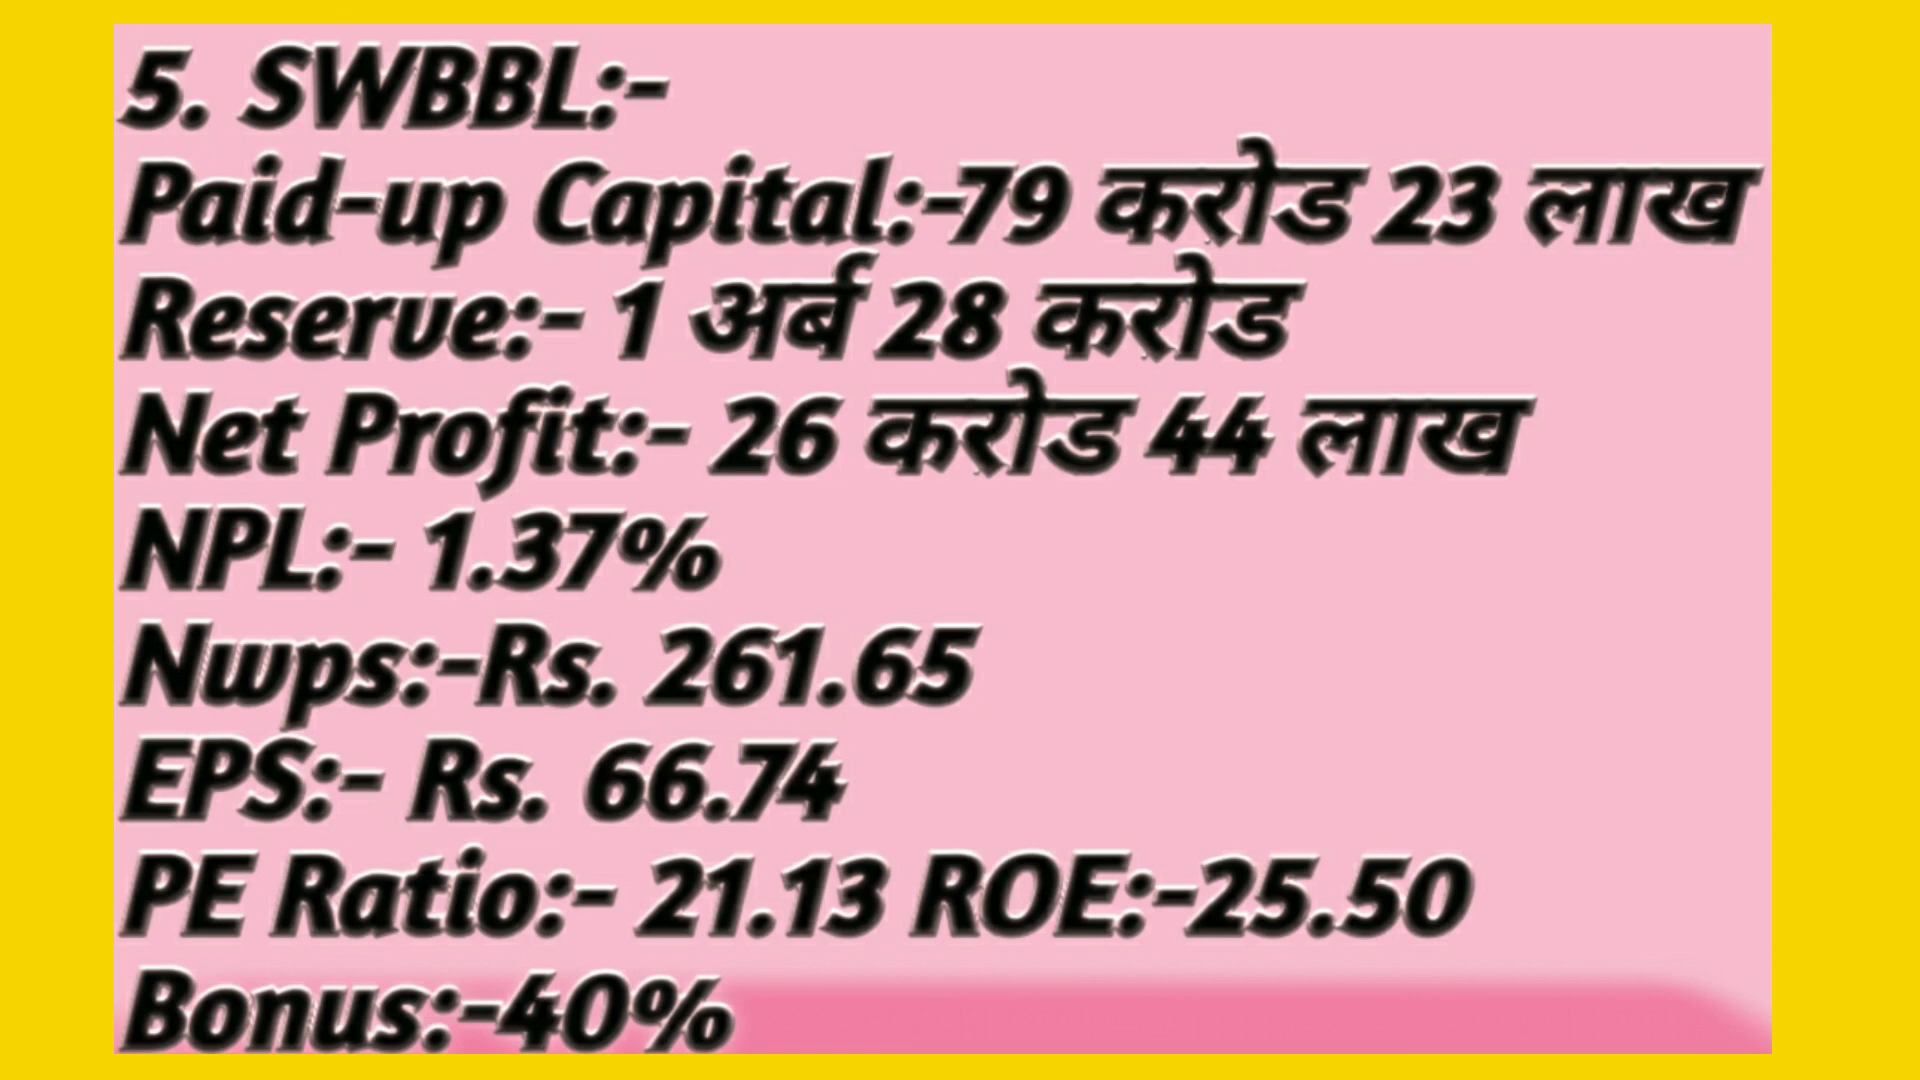 5. SWBBL:-
Paid-up Capital:-79 करोड 23 लाख
Reserve:- 1 अर्ब 28 करोड
Net Profit:- 26 करोड 44 लाख
NPL:- 1.37%
Nwps:-Rs. 261.65
EPS:- Rs. 66.74
PE Ratio:- 21.13 ROE:-25.50
Bonus:-40%